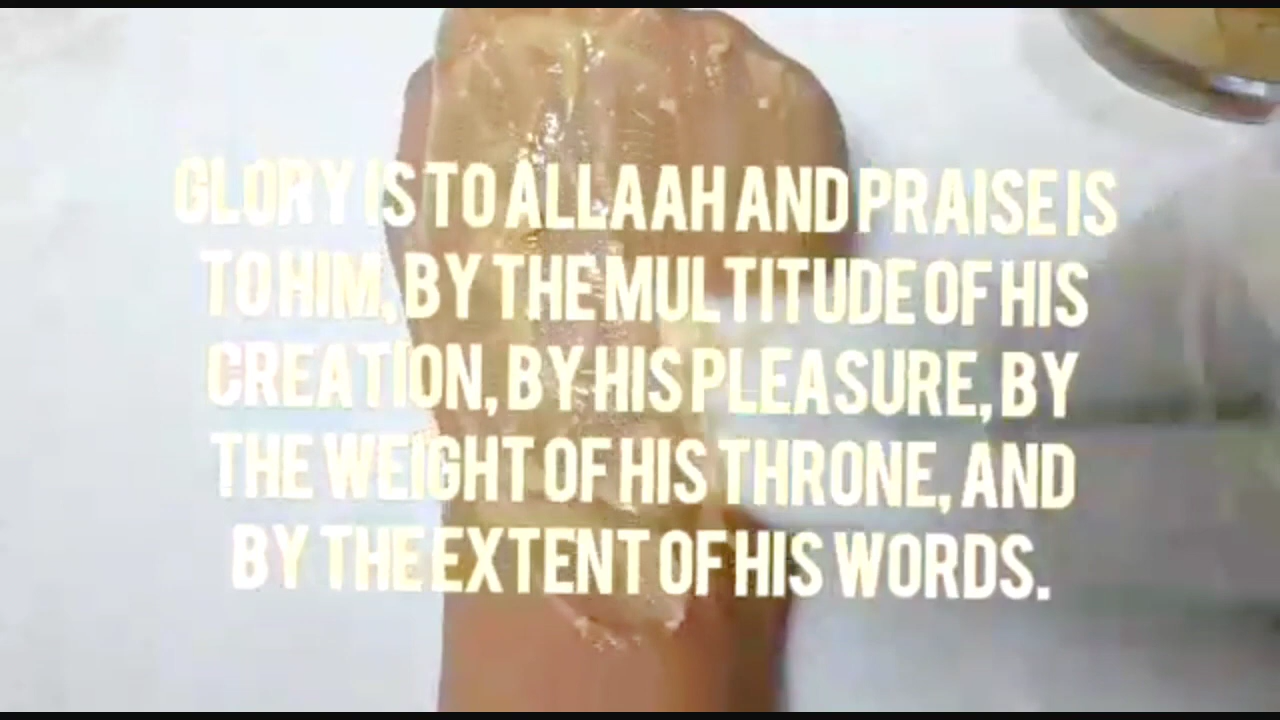 GLORY IS TO ALLAAH AND PRAISE IS
TO HIM, BY THE MULTITUDE OF HIS
CREATION, BY HIS PLEASURE, BY
THE WEIGHT OF HIS THRONE, AND
BY THE EXTENT OF HIS WORDS.